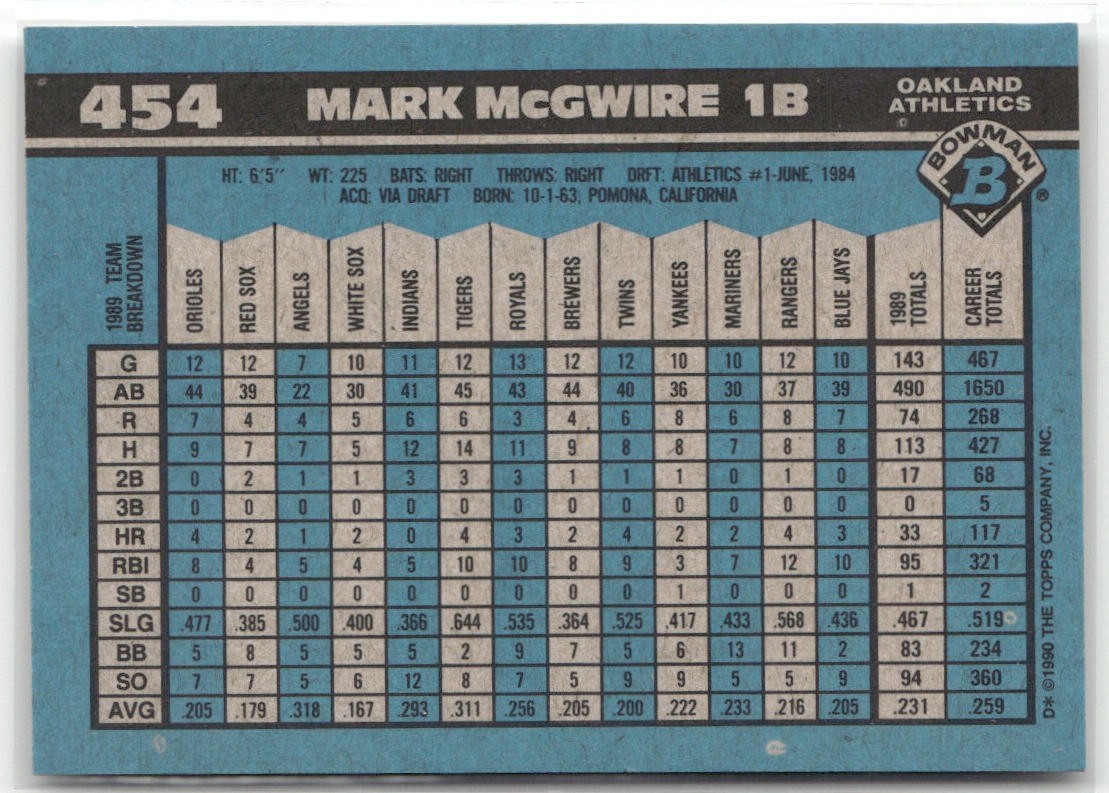 454 MARK McGWIRE 1B OAKLAND ATHLETICS
BOWMAN
B
®
HT: 6'5" WT: 225 BATS: RIGHT THROWS: RIGHT DRFT: ATHLETICS #1-JUNE, 1984
ACQ: VIA DRAFT BORN: 10-1-63, POMONA, CALIFORNIA
1989 TEAM BREAKDOWN ORIOLES RED SOX ANGELS WHITE SOX INDIANS TIGERS ROYALS BREWERS TWINS YANKEES MARINERS RANGERS BLUE JAYS 1989 TOTALS CAREER TOTALS
G 12 12 7 10 11 12 13 12 12 10 10 12 10 143 467
AB 44 39 22 30 41 45 43 44 40 36 30 37 39 490 1650
R 7 4 4 5 6 6 3 4 6 8 6 8 7 74 268
H 9 7 7 5 12 14 11 9 8 8 7 8 8 113 427
2B 0 2 1 1 3 3 3 1 1 1 0 1 0 17 68
3B 0 0 0 0 0 0 0 0 0 0 0 0 0 0 5
HR 4 2 1 2 0 4 3 2 4 2 2 4 3 33 117
RBI 8 4 5 4 5 10 10 8 9 3 7 12 10 95 321
SB 0 0 0 0 0 0 0 0 0 1 0 0 0 1 2
SLG .477 .385 .500 .400 .366 .644 .535 .364 .525 .417 .433 .568 .436 .467 .519
BB 5 8 5 5 5 2 9 7 5 6 13 11 2 83 234
SO 7 7 5 6 12 8 7 5 9 9 5 5 9 94 360
AVG .205 .179 .318 .167 .293 .311 .256 .205 .200 .222 .233 .216 .205 .231 .259
D* ©1990 THE TOPPS COMPANY, INC.